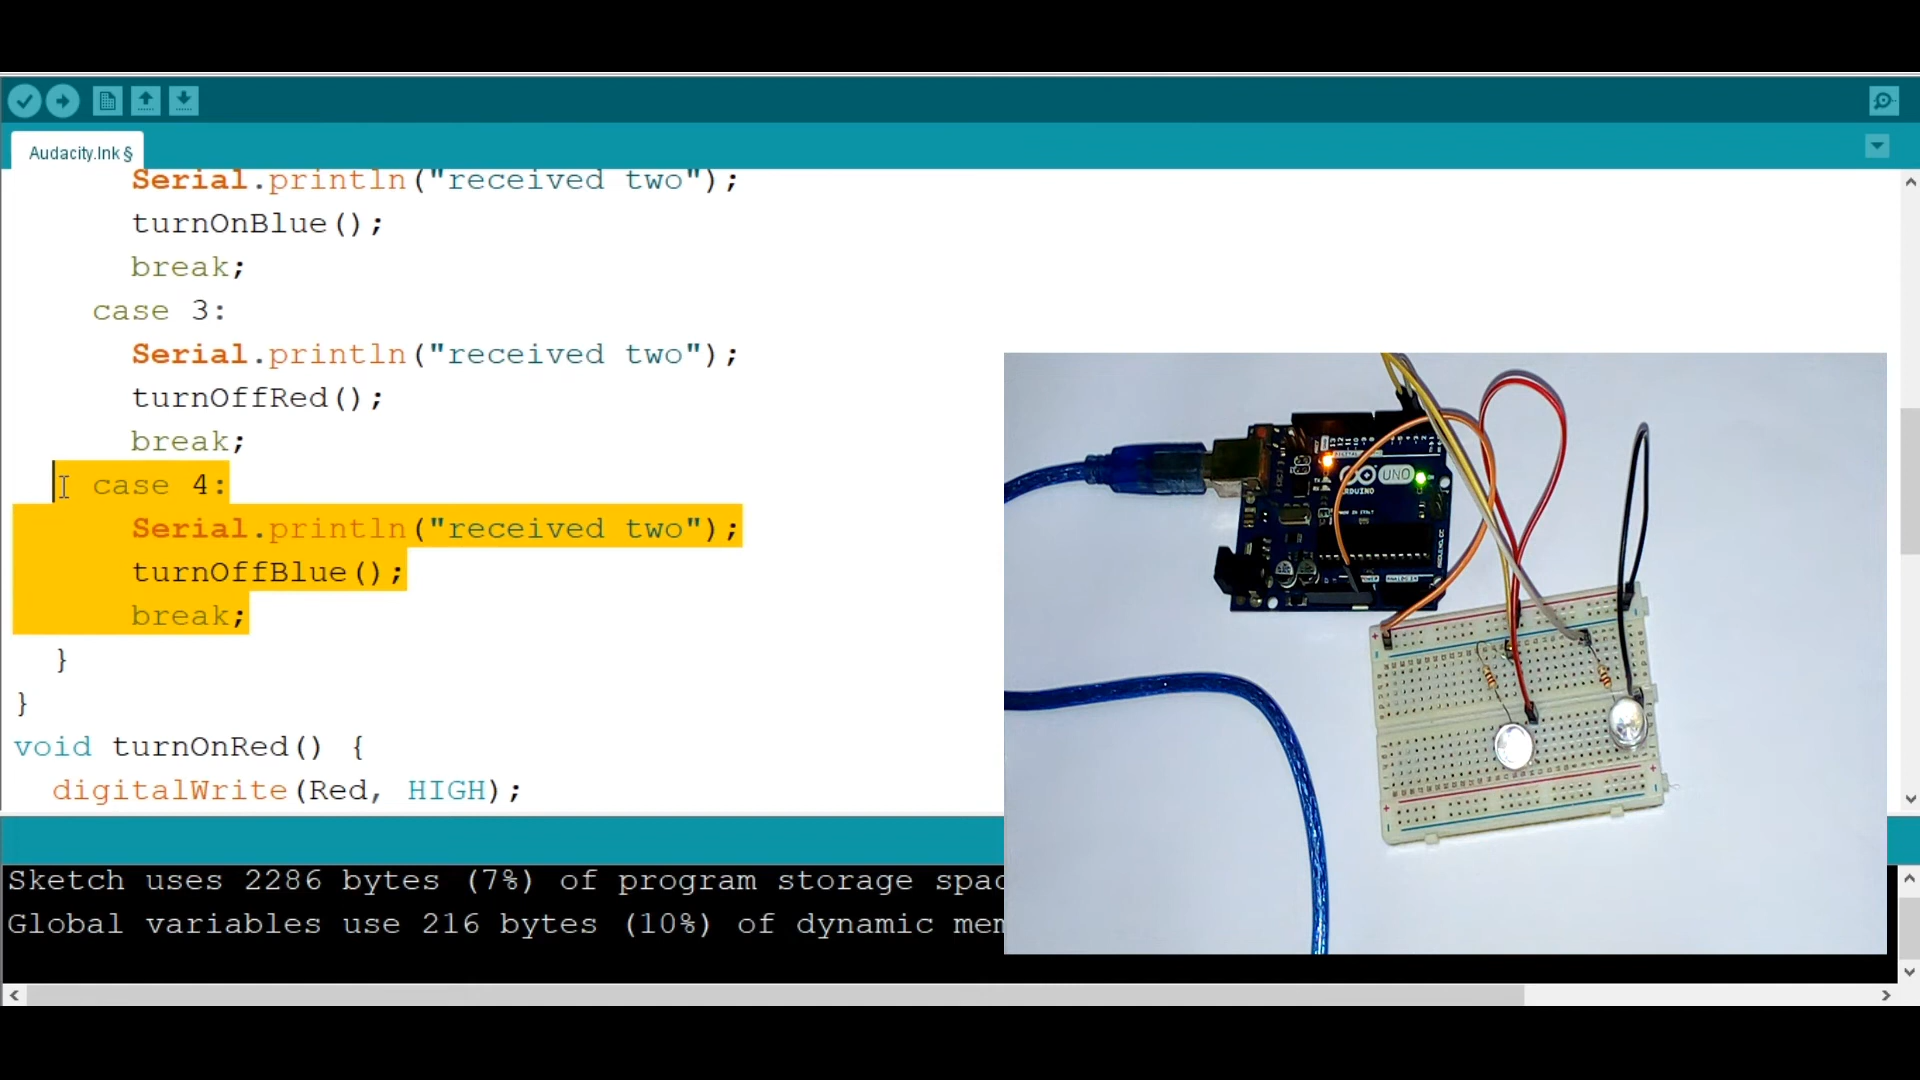 Audacity.lnk §
Serial.println("received two");
turnOnBlue();
break;
case 3:
Serial.println("received two");
turnOffRed();
break;
case 4:
Serial.println("received two");
turnOffBlue();
break;
}
}
void turnOnRed() {
digitalWrite(Red, HIGH);
Sketch uses 2286 bytes (7%) of program storage spac
Global variables use 216 bytes (10%) of dynamic mem
UNO
ARDUINO